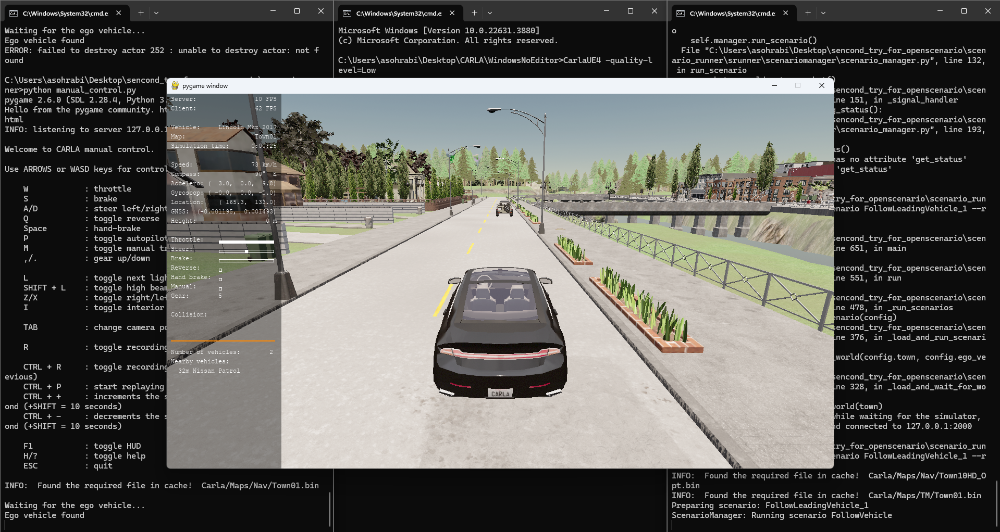 C:\Windows\System32\cmd.e
Waiting for the ego vehicle...
Ego vehicle found
ERROR: failed to destroy actor 252 : unable to destroy actor: not f
ound
C:\Users\asohrabi\Desktop\sencond_t
ner>python manual_control.py
pygame 2.6.0 (SDL 2.28.4, Python 3.
Hello from the pygame community. ht
html
INFO: listening to server 127.0.0.1
Welcome to CARLA manual control.
Use ARROWS or WASD keys for control
W : throttle
S : brake
A/D : steer left/right
Q : toggle reverse
Space : hand-brake
P : toggle autopilot
M : toggle manual tr
,/. : gear up/down
L : toggle next ligh
SHIFT + L : toggle high beam
Z/X : toggle right/lef
I : toggle interior
TAB : change camera po
R : toggle recording
CTRL + R : toggle recording
evious)
CTRL + P : start replaying
CTRL + + : increments the s
ond (+SHIFT = 10 seconds)
CTRL + - : decrements the s
ond (+SHIFT = 10 seconds)
F1 : toggle HUD
H/? : toggle help
ESC : quit
INFO:  Found the required file in cache!  Carla/Maps/Nav/Town01.bin
Waiting for the ego vehicle...
Ego vehicle found
C:\Windows\System32\cmd.e
Microsoft Windows [Version 10.0.22631.3880]
(c) Microsoft Corporation. All rights reserved.
C:\Users\asohrabi\Desktop\CARLA\WindowsNoEditor>CarlaUE4 -quality-l
evel=Low
pygame window
Server: 10 FPS
Client: 62 FPS
Vehicle: Lincoln Mkz 2017
Map: Town01
Simulation time: 0:00:25
Speed: 73 km/h
Compass: 90° E
Accelero: ( 3.0, 0.0, 9.8)
Gyroscop: ( -0.0, 0.0, -0.0)
Location: ( 165.3, 133.0)
GNSS: (-0.001195, 0.001493)
Height: 0 m
Throttle:
Steer:
Brake:
Reverse:
Hand brake:
Manual:
Gear: 5
Collision:
Number of vehicles: 2
Nearby vehicles:
32m Nissan Patrol
CARLA
C:\Windows\System32\cmd.e
o
self.manager.run_scenario()
File "C:\Users\asohrabi\Desktop\sencond_try_for_openscenario\scen
ario_runner\srunner\scenariomanager\scenario_manager.py", line 132,
in run_scenario
()
encond_try_for_openscenario\scen
ine 151, in _signal_handler
_status():
encond_try_for_openscenario\scen
r\scenario_manager.py", line 193,
us()
has no attribute 'get_status'
'get_status'
try_for_openscenario\scenario_run
enario FollowLeadingVehicle_1 --r
encond_try_for_openscenario\scen
ine 651, in main
encond_try_for_openscenario\scen
ine 551, in run
encond_try_for_openscenario\scen
ine 478, in _run_scenarios
enario(config)
encond_try_for_openscenario\scen
ine 376, in _load_and_run_scenari
_world(config.town, config.ego_ve
encond_try_for_openscenario\scen
ine 328, in _load_and_wait_for_wo
world(town)
while waiting for the simulator,
nd connected to 127.0.0.1:2000
try_for_openscenario\scenario_run
enario FollowLeadingVehicle_1 --r
INFO:  Found the required file in cache!  Carla/Maps/Nav/Town10HD_O
pt.bin
INFO:  Found the required file in cache!  Carla/Maps/TM/Town01.bin
Preparing scenario: FollowLeadingVehicle_1
ScenarioManager: Running scenario FollowVehicle